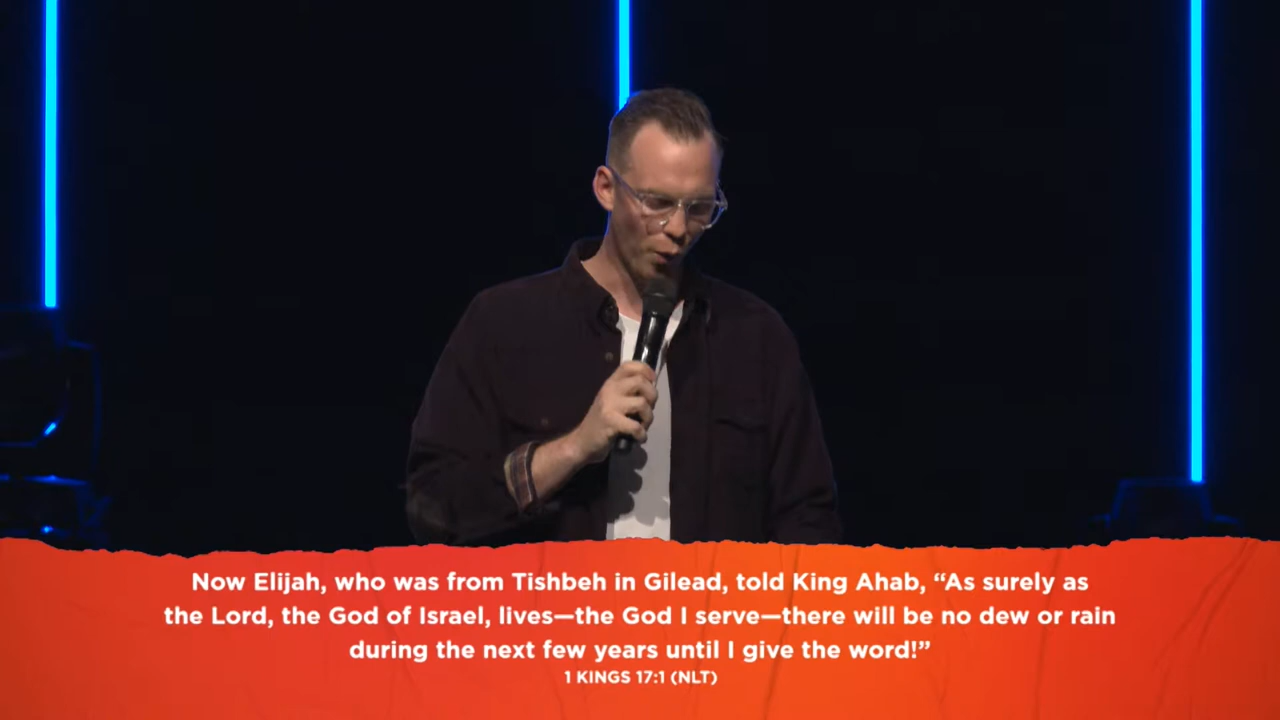 Now Elijah, who was from Tishbeh in Gilead, told King Ahab, “As surely as
the Lord, the God of Israel, lives—the God I serve—there will be no dew or rain
during the next few years until I give the word!”
1 KINGS 17:1 (NLT)